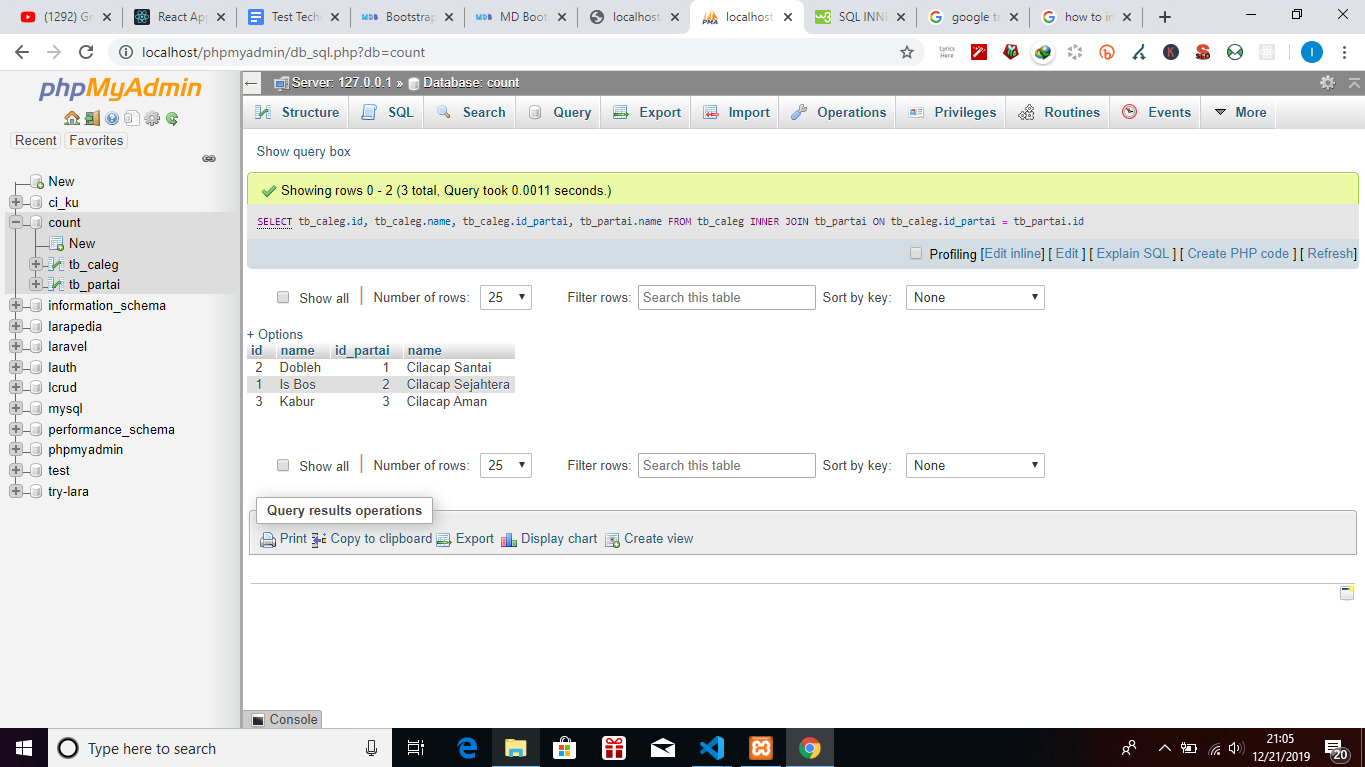 (1292) Gr
React App
Test Tech
Bootstrap
MD Boot
localhost
localhost
SQL INNE
google tr
how to in
localhost/phpmyadmin/db_sql.php?db=count
Lyrics Here
SEO
I
phpMyAdmin
Recent Favorites
New
ci_ku
count
New
tb_caleg
tb_partai
information_schema
larapedia
laravel
lauth
lcrud
mysql
performance_schema
phpmyadmin
test
try-lara
Server: 127.0.0.1 » Database: count
Structure SQL Search Query Export Import Operations Privileges Routines Events More
Show query box
Showing rows 0 - 2 (3 total, Query took 0.0011 seconds.)
SELECT tb_caleg.id, tb_caleg.name, tb_caleg.id_partai, tb_partai.name FROM tb_caleg INNER JOIN tb_partai ON tb_caleg.id_partai = tb_partai.id
Profiling [Edit inline] [ Edit ] [ Explain SQL ] [ Create PHP code ] [ Refresh]
Show all | Number of rows: 25 Filter rows: Search this table Sort by key: None
+ Options
id name id_partai name
2 Dobleh 1 Cilacap Santai
1 Is Bos 2 Cilacap Sejahtera
3 Kabur 3 Cilacap Aman
Show all | Number of rows: 25 Filter rows: Search this table Sort by key: None
Query results operations
Print Copy to clipboard Export Display chart Create view
Console
Type here to search
21:05
12/21/2019
20